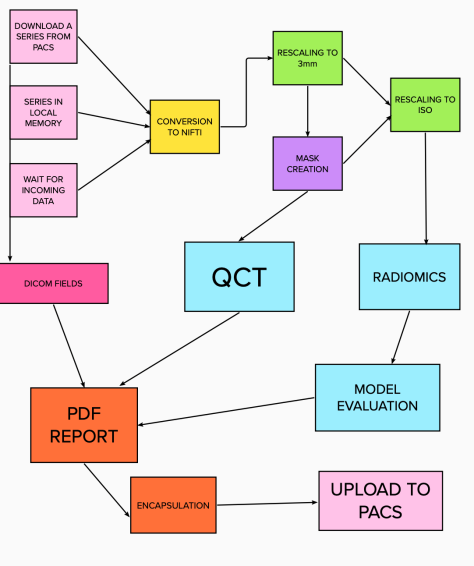 DOWNLOAD A
SERIES FROM
PACS
SERIES IN
LOCAL
MEMORY
WAIT FOR
INCOMING
DATA
CONVERSION
TO NIFTI
RESCALING TO
3mm
RESCALING TO
ISO
MASK
CREATION
DICOM FIELDS
QCT
RADIOMICS
MODEL
EVALUATION
PDF
REPORT
ENCAPSULATION
UPLOAD TO
PACS